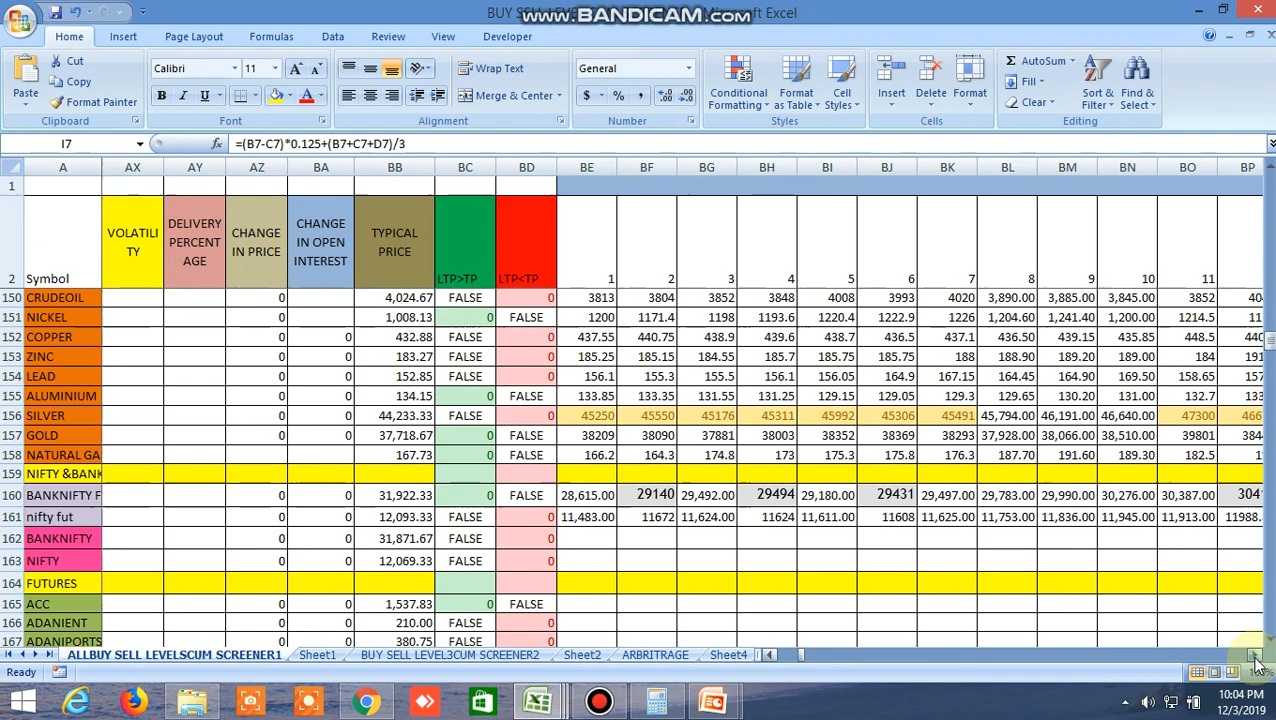 BUY SELL LEVEL
www.BANDICAM.com
Microsoft Excel
Home Insert Page Layout Formulas Data Review View Developer
Paste
Cut
Copy
Format Painter
Clipboard
Calibri 11
B I U
Font
Wrap Text
Merge & Center
Alignment
General
$ % ,
Number
Conditional Formatting
Format as Table
Cell Styles
Styles
Insert Delete Format
Cells
Σ AutoSum
Fill
Clear
Sort & Filter
Find & Select
Editing
I7 fx =(B7-C7)*0.125+(B7+C7+D7)/3
A AX AY AZ BA BB BC BD BE BF BG BH BI BJ BK BL BM BN BO BP
1
2 Symbol VOLATILITY DELIVERY PERCENTAGE CHANGE IN PRICE CHANGE IN OPEN INTEREST TYPICAL PRICE LTP>TP LTP<TP 1 2 3 4 5 6 7 8 9 10 11
150 CRUDEOIL 0 4,024.67 FALSE 0 3813 3804 3852 3848 4008 3993 4020 3,890.00 3,885.00 3,845.00 3852 40
151 NICKEL 0 1,008.13 0 FALSE 1200 1171.4 1198 1193.6 1220.4 1222.9 1226 1,204.60 1,241.40 1,200.00 1214.5 11
152 COPPER 0 0 432.88 FALSE 0 437.55 440.75 438.9 439.6 438.7 436.5 437.1 436.50 439.15 435.85 448.5 440
153 ZINC 0 0 183.27 FALSE 0 185.25 185.15 184.55 185.7 185.15 185.75 188 188.90 189.20 189.00 184 191
154 LEAD 0 0 152.85 FALSE 0 156.1 155.3 155.5 156.1 156.05 164.9 167.15 164.45 164.90 169.50 158.65 157
155 ALUMINIUM 0 0 134.15 0 FALSE 133.85 133.35 131.55 131.25 129.15 129.05 129.3 129.65 130.20 131.00 132.7 133
156 SILVER 0 0 44,233.33 FALSE 0 45250 45550 45176 45311 45992 45306 45491 45,794.00 46,191.00 46,640.00 47300 466
157 GOLD 0 0 37,718.67 0 FALSE 38209 38090 37881 38003 38352 38369 38293 37,928.00 38,066.00 38,510.00 39801 384
158 NATURAL GA 0 0 167.73 0 FALSE 166.2 164.3 174.8 173 175.3 175.8 176.3 187.70 191.60 189.30 182.5 1
159 NIFTY &BANK
160 BANKNIFTY F 0 0 31,922.33 0 FALSE 28,615.00 29140 29,492.00 29494 29,180.00 29431 29,497.00 29,783.00 29,990.00 30,276.00 30,387.00 304
161 nifty fut 0 0 12,093.33 FALSE 0 11,483.00 11672 11,624.00 11624 11,611.00 11608 11,625.00 11,753.00 11,836.00 11,945.00 11,913.00 11988.
162 BANKNIFTY 0 0 31,871.67 FALSE 0
163 NIFTY 0 0 12,069.33 FALSE 0
164 FUTURES
165 ACC 0 0 1,537.83 0 FALSE
166 ADANIENT 0 0 210.00 FALSE 0
167 ADANIPORTS 0 0 380.75 FALSE 0
ALLBUY SELL LEVELSCUM SCREENER1 Sheet1 BUY SELL LEVEL3CUM SCREENER2 Sheet2 ARBRITRAGE Sheet4
Ready
10:04 PM
12/3/2019